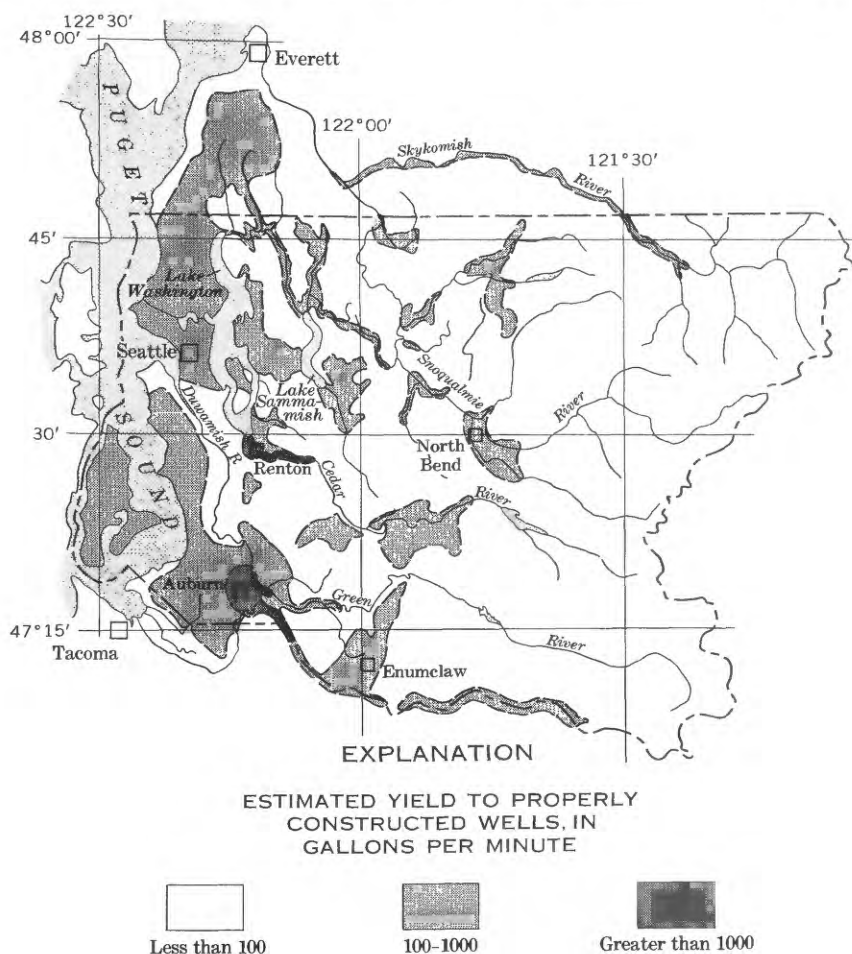 122°30'
48°00'
Everett
PUGET
122°00'
Skykomish
River
121°30'
45'
Lake
Washington
Seattle
Lake
Samma-
mish
Snoqualmie
River
Duwamish R
30'
SOUND
Renton
North
Bend
Cedar
River
Auburn
Green
River
47°15'
Tacoma
Enumclaw
EXPLANATION
ESTIMATED YIELD TO PROPERLY
CONSTRUCTED WELLS, IN
GALLONS PER MINUTE
Less than 100
100-1000
Greater than 1000